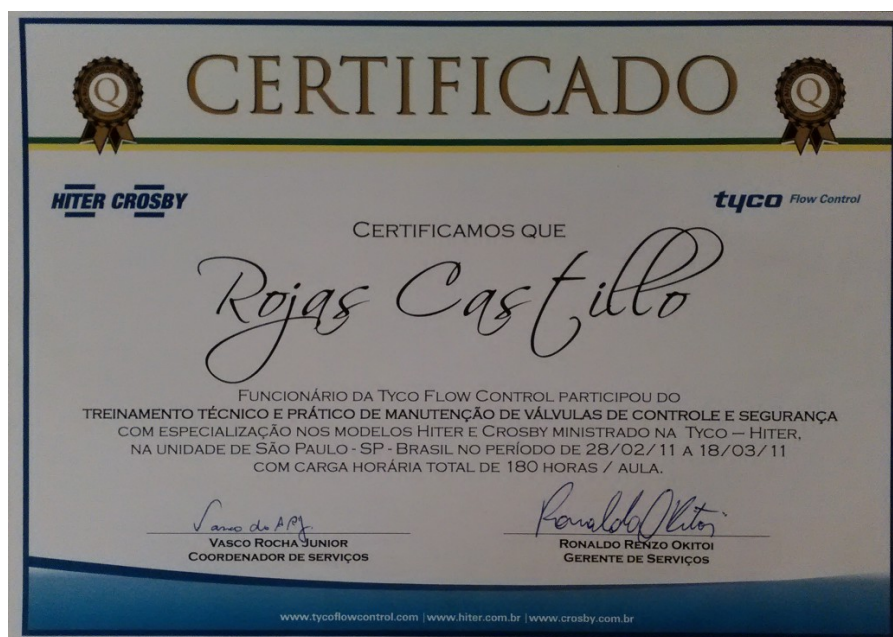 CERTIFICADO
Q
Q
HITER CROSBY
tyco Flow Control
CERTIFICAMOS QUE
Rojas Castillo
FUNCIONÁRIO DA TYCO FLOW CONTROL PARTICIPOU DO
TREINAMENTO TÉCNICO E PRÁTICO DE MANUTENÇÃO DE VÁLVULAS DE CONTROLE E SEGURANÇA
COM ESPECIALIZAÇÃO NOS MODELOS HITER E CROSBY MINISTRADO NA TYCO – HITER,
NA UNIDADE DE SÃO PAULO - SP - BRASIL NO PERÍODO DE 28/02/11 A 18/03/11
COM CARGA HORÁRIA TOTAL DE 180 HORAS / AULA.
Ronaldo Okitoi
VASCO ROCHA JUNIOR
COORDENADOR DE SERVIÇOS
RONALDO RENZO OKITOI
GERENTE DE SERVIÇOS
www.tycoflowcontrol.com | www.hiter.com.br | www.crosby.com.br